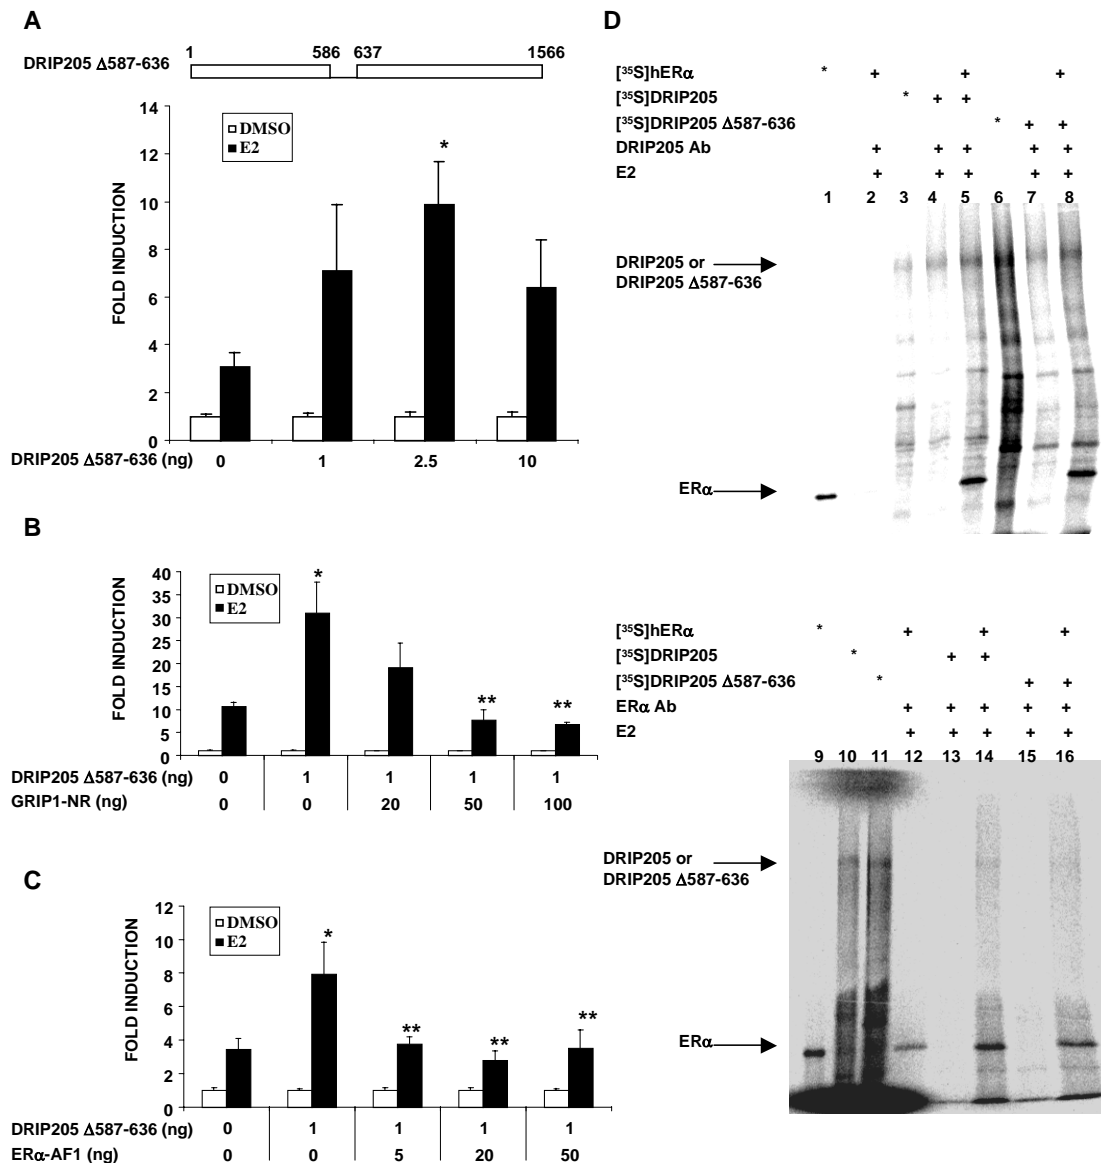 A
1 586 637 1566
DRIP205 Δ587-636
FOLD INDUCTION
14
12
10
8
6
4
2
0
DMSO
E2
*
DRIP205 Δ587-636 (ng) 0 1 2.5 10
B
FOLD INDUCTION
40
35
30
25
20
15
10
5
0
DMSO
E2
*
**
**
DRIP205 Δ587-636 (ng) 0 1 1 1 1
GRIP1-NR (ng) 0 0 20 50 100
C
FOLD INDUCTION
12
10
8
6
4
2
0
DMSO
E2
*
**
**
**
DRIP205 Δ587-636 (ng) 0 1 1 1 1
ERα-AF1 (ng) 0 0 5 20 50
D
[³⁵S]hERα * + + +
[³⁵S]DRIP205 * + +
[³⁵S]DRIP205 Δ587-636 * + +
DRIP205 Ab + + + + +
E2 + + + + +
1 2 3 4 5 6 7 8
DRIP205 or
DRIP205 Δ587-636
ERα
[³⁵S]hERα * + + +
[³⁵S]DRIP205 * + +
[³⁵S]DRIP205 Δ587-636 * + +
ERα Ab + + + + +
E2 + + + + +
9 10 11 12 13 14 15 16
DRIP205 or
DRIP205 Δ587-636
ERα